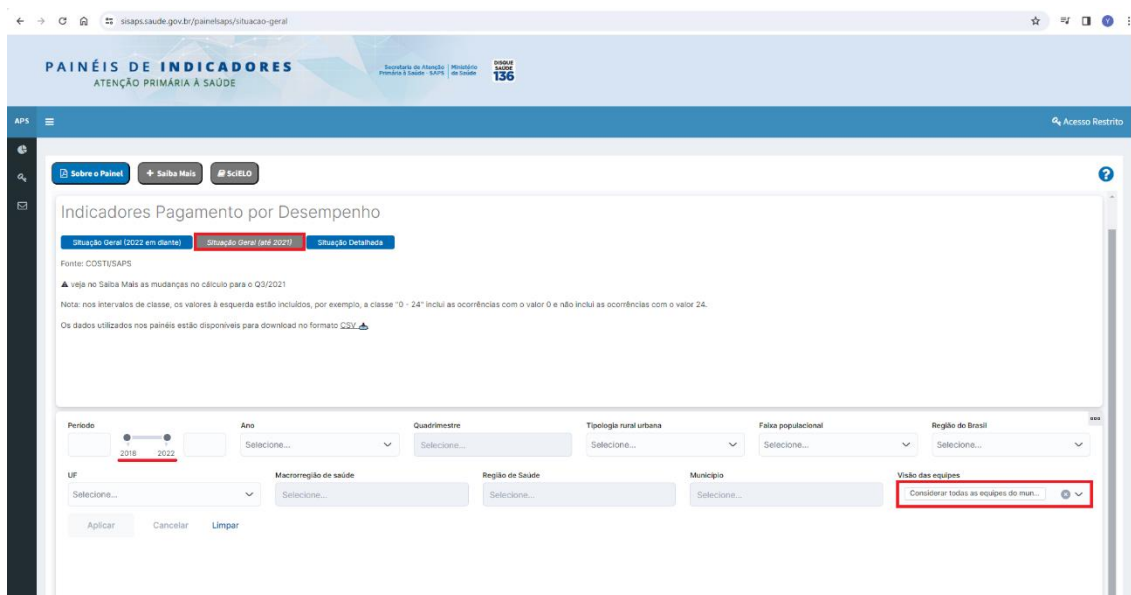 sisaps.saude.gov.br/painelsaps/situacao-geral
PAINÉIS DE INDICADORES
ATENÇÃO PRIMÁRIA À SAÚDE
Secretaria de Atenção Primária à Saúde - SAPS
Ministério da Saúde
DISQUE SAÚDE 136
APS
Acesso Restrito
Sobre o Painel
+ Saiba Mais
SciELO
Indicadores Pagamento por Desempenho
Situação Geral (2022 em diante)
Situação Geral (até 2021)
Situação Detalhada
Fonte: COSTI/SAPS
veja no Saiba Mais as mudanças no cálculo para o Q3/2021
Nota: nos intervalos de classe, os valores à esquerda estão incluídos, por exemplo, a classe "0 - 24" inclui as ocorrências com o valor 0 e não inclui as ocorrências com o valor 24.
Os dados utilizados nos painéis estão disponíveis para download no formato CSV
Período
Ano
Quadrimestre
Tipologia rural urbana
Faixa populacional
Região do Brasil
2018 2022
Selecione...
Selecione...
Selecione...
Selecione...
Selecione...
UF
Macrorregião de saúde
Região de Saúde
Município
Visão das equipes
Selecione...
Selecione...
Selecione...
Selecione...
Considerar todas as equipes do mun...
Aplicar
Cancelar
Limpar